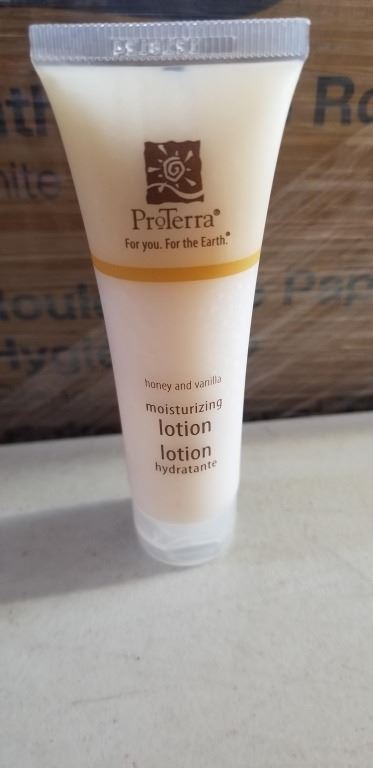 ProTerra®
For you. For the Earth.®
honey and vanilla
moisturizing
lotion
lotion
hydratante